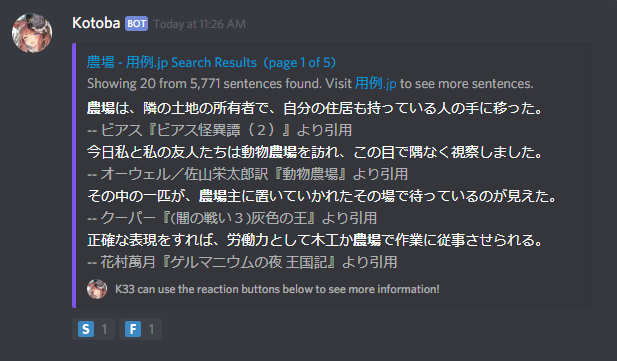 Kotoba BOT Today at 11:26 AM
農場 - 用例.jp Search Results (page 1 of 5)
Showing 20 from 5,771 sentences found. Visit 用例.jp to see more sentences.
農場は、隣の土地の所有者で、自分の住居も持っている人の手に移った。
-- ビアス『ビアス怪異譚（２）』より引用
今日私と私の友人たちは動物農場を訪れ、この目で隅なく視察しました。
-- オーウェル／佐山栄太郎訳『動物農場』より引用
その中の一匹が、農場主に置いていかれたその場で待っているのが見えた。
-- クーパー『(闇の戦い３)灰色の王』より引用
正確な表現をすれば、労働力として木工か農場で作業に従事させられる。
-- 花村萬月『ゲルマニウムの夜 王国記』より引用
K33 can use the reaction buttons below to see more information!
S 1 F 1